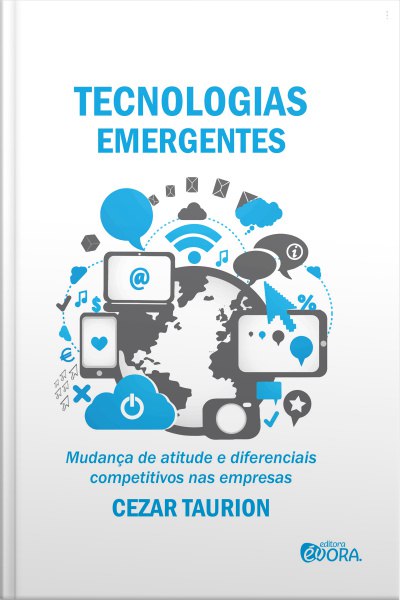 TECNOLOGIAS
EMERGENTES
@
i
$
%
€
Mudança de atitude e diferenciais
competitivos nas empresas
CEZAR TAURION
editora
éVORA.